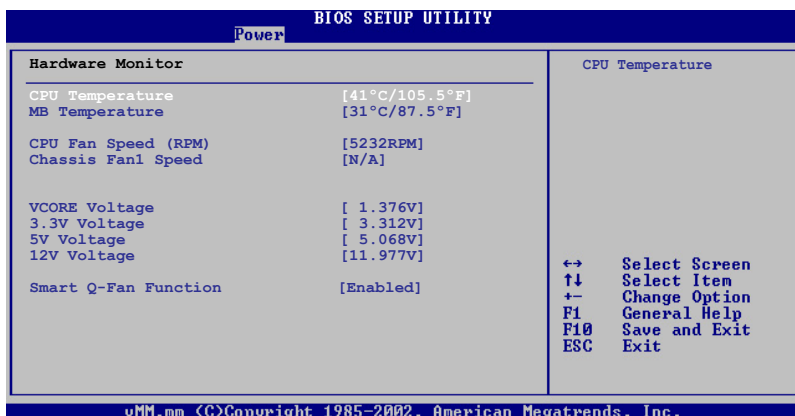 BIOS SETUP UTILITY
Power
Hardware Monitor
CPU Temperature [41°C/105.5°F]
MB Temperature [31°C/87.5°F]
CPU Fan Speed (RPM) [5232RPM]
Chassis Fan1 Speed [N/A]
VCORE Voltage [ 1.376V]
3.3V Voltage [ 3.312V]
5V Voltage [ 5.068V]
12V Voltage [11.977V]
Smart Q-Fan Function [Enabled]
CPU Temperature
↔ Select Screen
↑↓ Select Item
+- Change Option
F1 General Help
F10 Save and Exit
ESC Exit
vMM.mm (C)Copyright 1985-2002, American Megatrends, Inc.